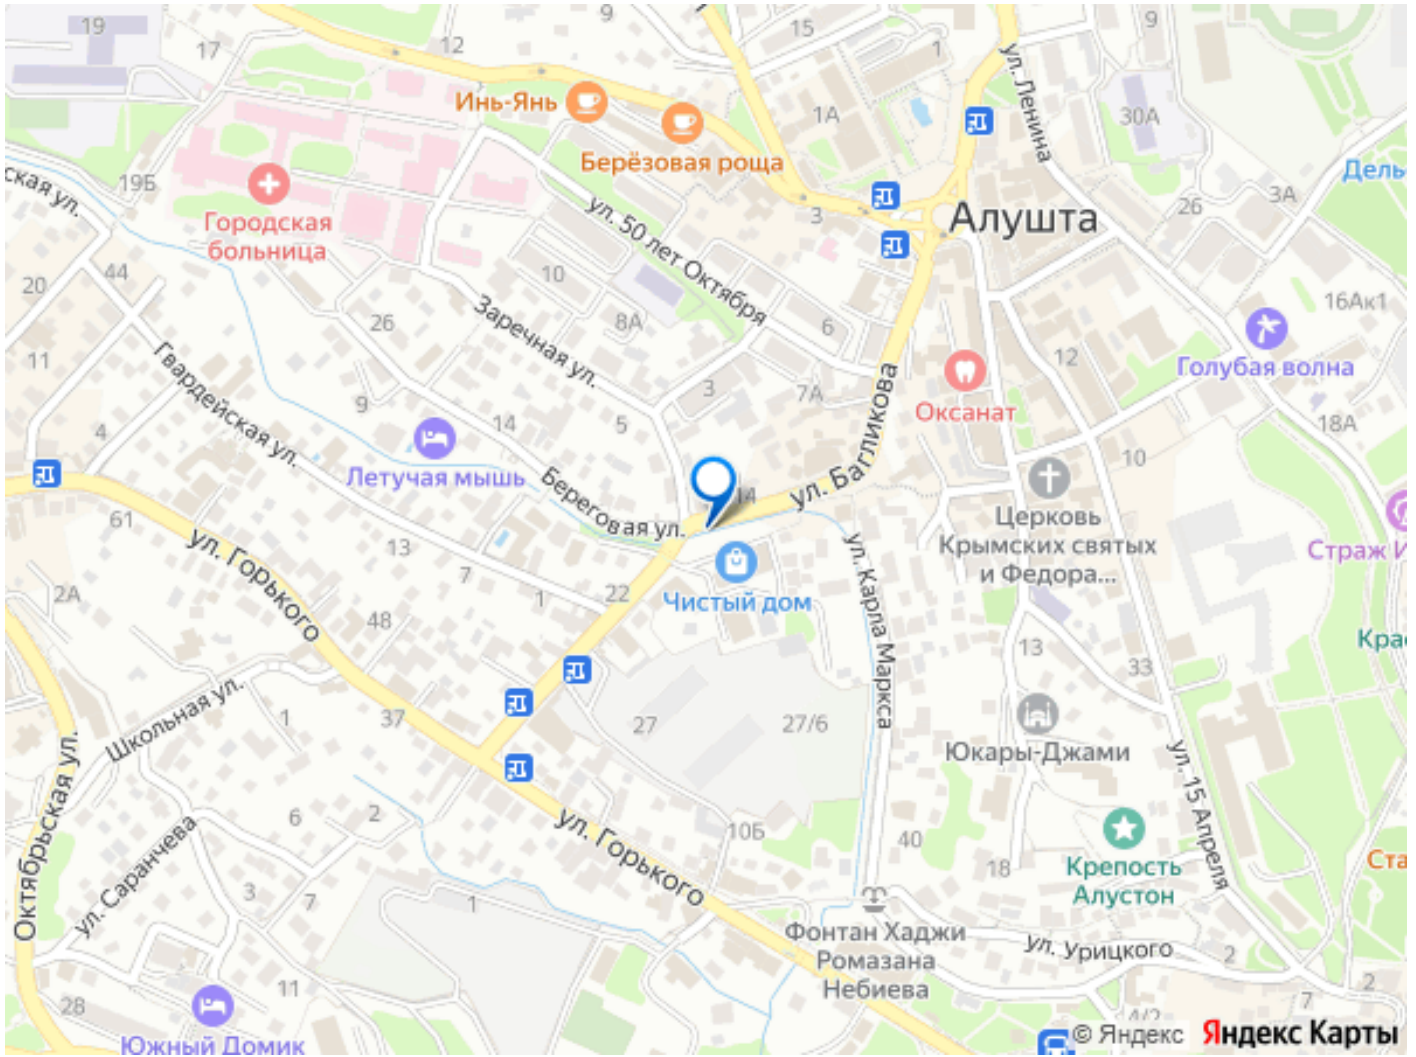 19
17
12
9
15
1
9
Инь-Янь
Берёзовая роща
1А
ул. Ленина
30А
19Б
Городская
больница
ская ул.
ул. 50 лет Октября
3
Алушта
26
3А
Дель
20
44
10
8А
6
16Ак1
Заречная ул.
26
11
Гвардейская ул.
9
14
5
3
7А
12
Голубая волна
Оксанат
18А
4
Летучая мышь
Береговая ул.
14
ул. Багликова
10
Церковь
Крымских святых
и Федора...
Страж И
61
ул. Горького
13
7
1
22
Чистый дом
ул. Карла Маркса
2А
48
13
33
Крас
Школьная ул.
1
37
27
27/6
Юкары-Джами
ул. 15 Апреля
Октябрьская ул.
ул. Саранчева
6
2
ул. Горького
10Б
40
18
Крепость
Алустон
Ста
3
7
1
Фонтан Хаджи
Ромазана
Небиева
ул. Урицкого
2
2
28
11
Южный Домик
4/2
7
© Яндекс
Яндекс Карты